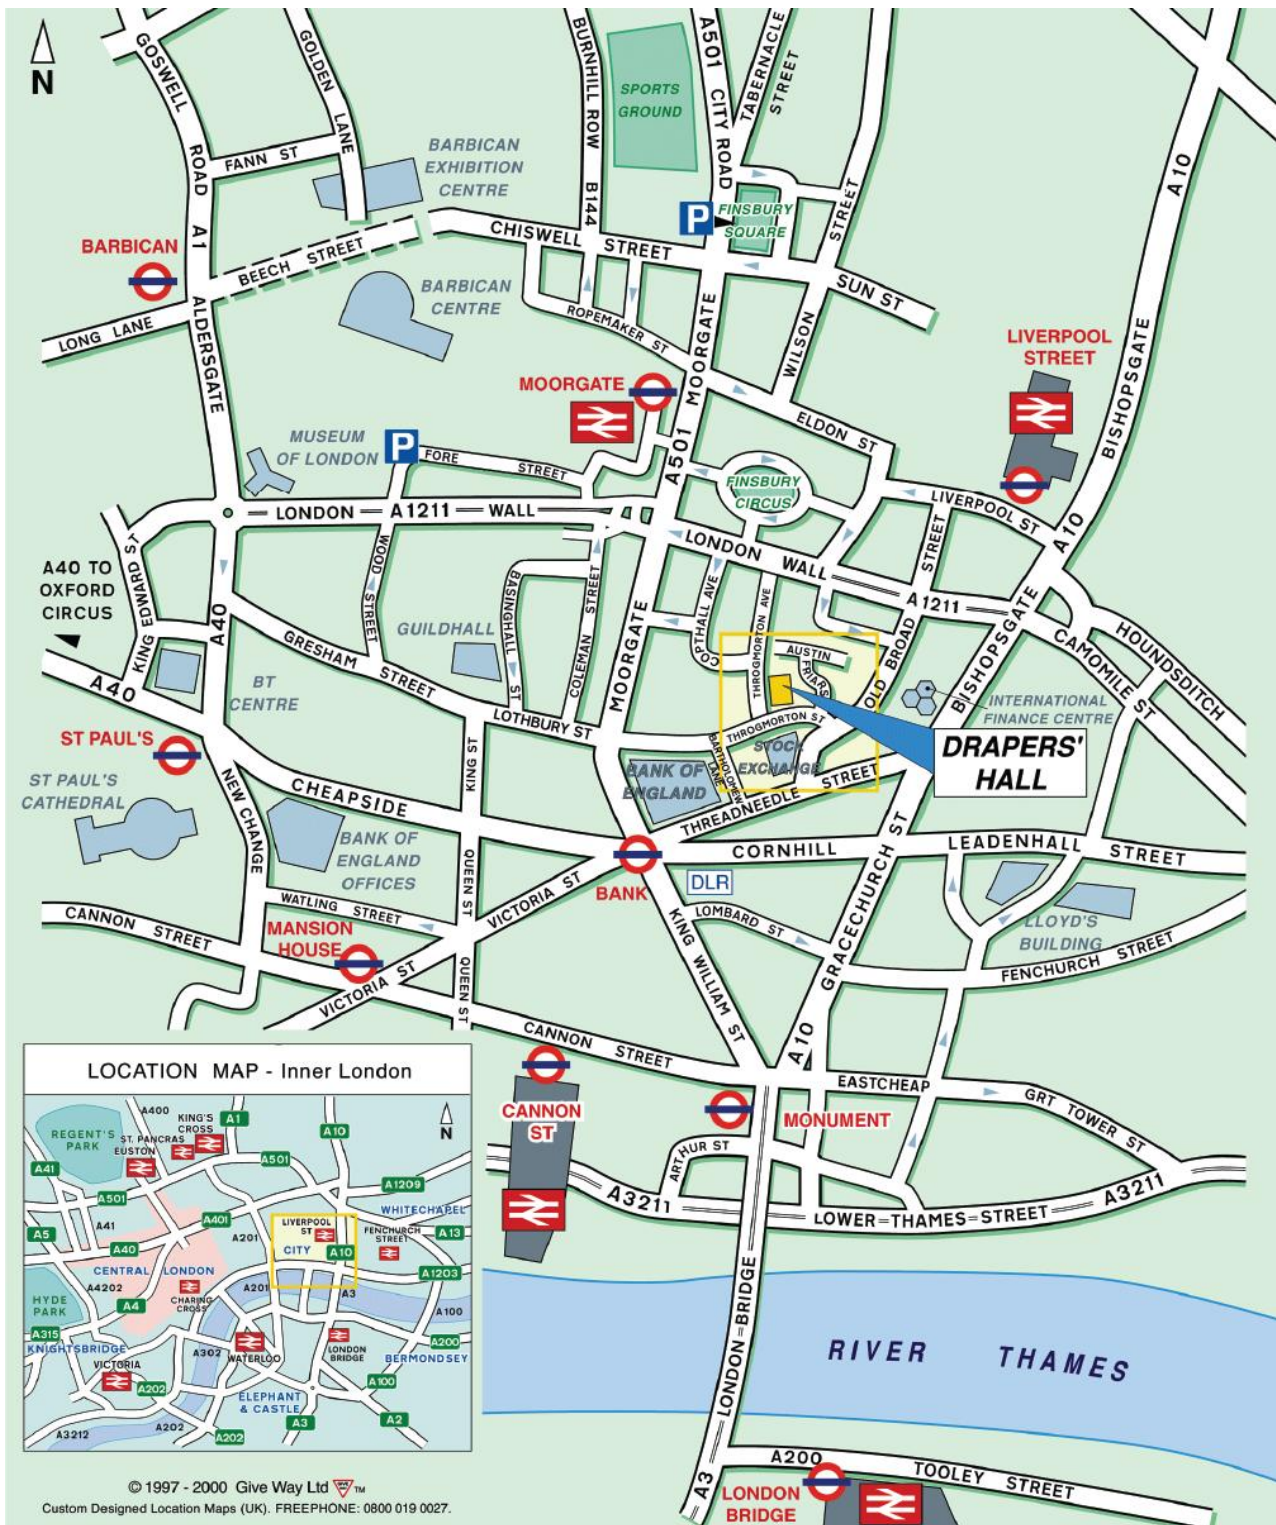 N
GOSWELL
ROAD
A1
GOLDEN
LANE
FANN ST
BURNHILL ROW
B144
SPORTS
GROUND
A501
CITY ROAD
TABERNACLE
STREET
A10
BARBICAN
EXHIBITION
CENTRE
P
FINSBURY
SQUARE
STREET
BARBICAN
BEECH STREET
CHISWELL STREET
SUN ST
LONG LANE
ALDERSGATE
BARBICAN
CENTRE
ROPEMAKER ST
MOORGATE
WILSON
LIVERPOOL
STREET
BISHOPSGATE
MOORGATE
ELDON ST
MUSEUM
OF LONDON
P
FORE STREET
A501
FINSBURY
CIRCUS
LIVERPOOL ST
A10
LONDON A1211 WALL
LONDON WALL
A1211
KING EDWARD ST
A40 TO
OXFORD
CIRCUS
A40
WOOD STREET
BASINGHALL ST
COLEMAN STREET
MOORGATE
COPTHALL AVE
THROGMORTON AVE
AUSTIN
FRIARS
OLD BROAD STREET
BISHOPSGATE
CAMOMILE ST
HOUNDSDITCH
GUILDHALL
GRESHAM STREET
LOTHBURY ST
THROGMORTON ST
INTERNATIONAL
FINANCE CENTRE
A40
BT
CENTRE
ST PAUL'S
STOCK
EXCHANGE
BARTHOLOMEW
LANE
BANK OF
ENGLAND
DRAPERS'
HALL
ST PAUL'S
CATHEDRAL
NEW CHANGE
CHEAPSIDE
KING ST
THREADNEEDLE STREET
BANK OF
ENGLAND
OFFICES
CORNHILL
LEADENHALL STREET
GRACECHURCH ST
BANK
DLR
QUEEN ST
VICTORIA ST
WATLING STREET
LOMBARD ST
LLOYD'S
BUILDING
CANNON STREET
MANSION
HOUSE
VICTORIA ST
QUEEN ST
KING WILLIAM ST
FENCHURCH STREET
A10
CANNON STREET
EASTCHEAP
GRT TOWER ST
CANNON
ST
MONUMENT
ARTHUR ST
A3211
LOWER THAMES STREET
A3211
LONDON BRIDGE
RIVER THAMES
A3
A200
TOOLEY STREET
LONDON
BRIDGE
LOCATION MAP - Inner London
N
A400
KING'S
CROSS
A1
A10
REGENT'S
PARK
ST. PANCRAS
EUSTON
A41
A501
A501
A1209
WHITECHAPEL
A41
A401
A5
A40
A201
LIVERPOOL
ST
CITY
A10
FENCHURCH
STREET
A13
CENTRAL LONDON
A1203
A4202
A201
A3
HYDE
PARK
A4
CHARING
CROSS
A100
A315
KNIGHTSBRIDGE
A302
WATERLOO
LONDON
BRIDGE
A200
BERMONDSEY
VICTORIA
A202
A100
ELEPHANT
& CASTLE
A3212
A202
A202
A3
A2
© 1997 - 2000 Give Way Ltd TM
Custom Designed Location Maps (UK). FREEPHONE: 0800 019 0027.